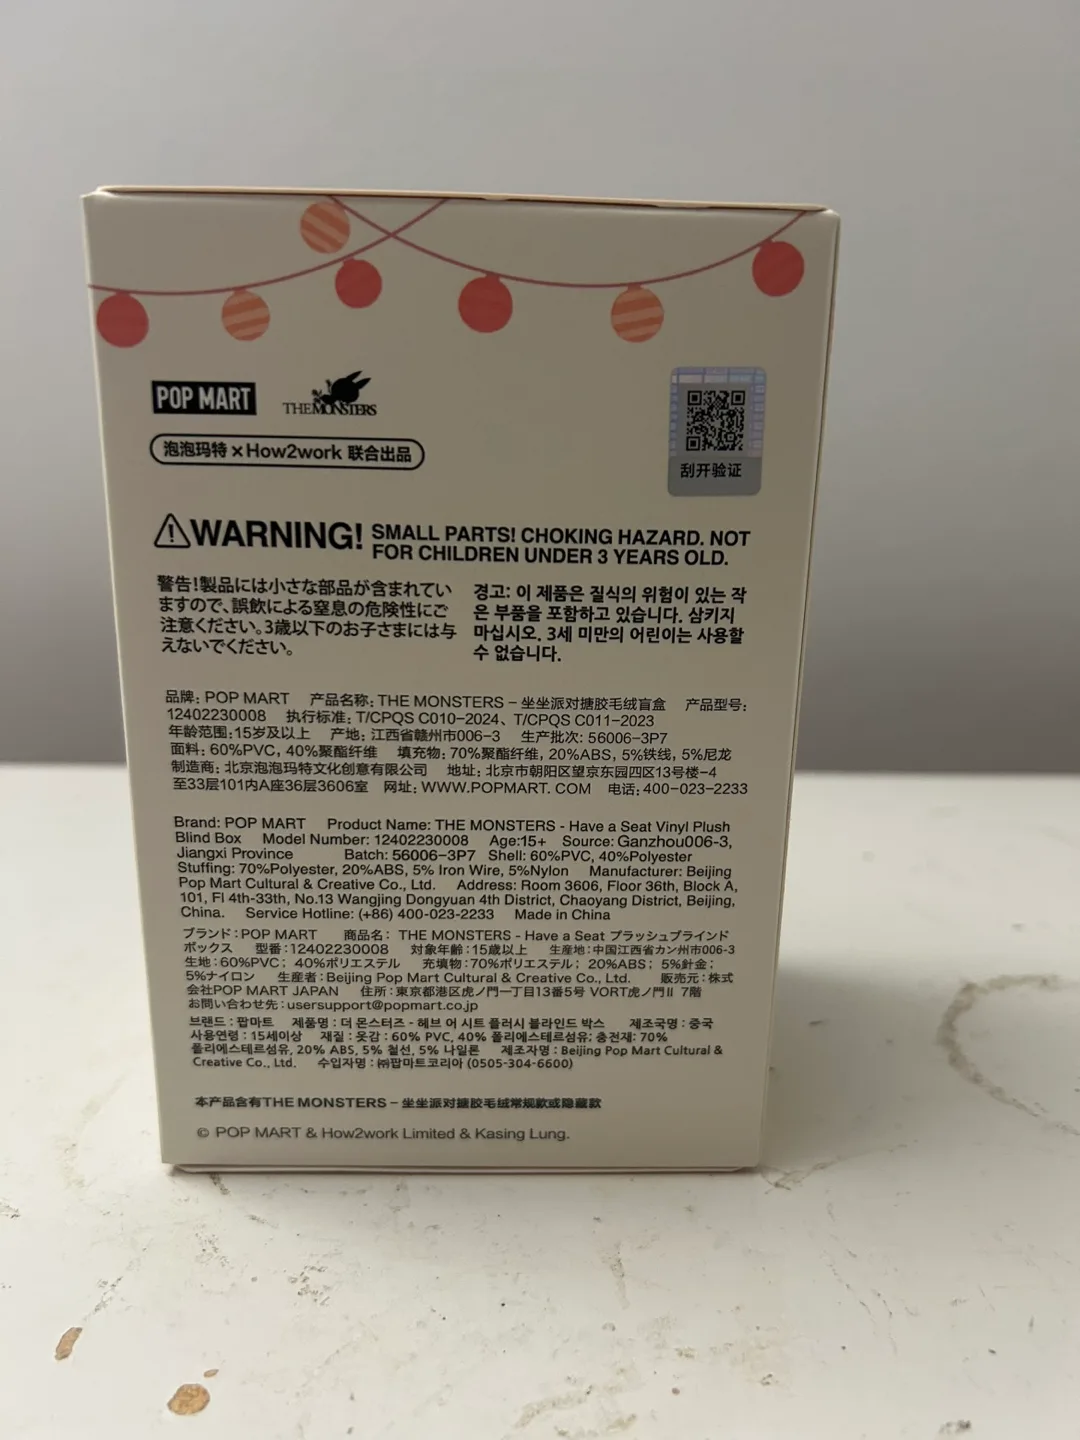 POP MART
THE MONSTERS
泡泡玛特 × How2work 联合出品
刮开验证
WARNING! SMALL PARTS! CHOKING HAZARD. NOT
FOR CHILDREN UNDER 3 YEARS OLD.
警告!製品には小さな部品が含まれてい
ますので、誤飲による窒息の危険性にご
注意ください。3歳以下のお子さまには与
えないでください。
경고: 이 제품은 질식의 위험이 있는 작
은 부품을 포함하고 있습니다. 삼키지
마십시오. 3세 미만의 어린이는 사용할
수 없습니다.
品牌: POP MART 产品名称: THE MONSTERS – 坐坐派对搪胶毛绒盲盒 产品型号:
12402230008 执行标准: T/CPQS C010-2024、T/CPQS C011-2023
年龄范围:15岁及以上 产地: 江西省赣州市006-3 生产批次: 56006-3P7
面料: 60%PVC, 40%聚酯纤维 填充物: 70%聚酯纤维, 20%ABS, 5%铁线, 5%尼龙
制造商: 北京泡泡玛特文化创意有限公司 地址: 北京市朝阳区望京东园四区13号楼-4
至33层101内A座36层3606室 网址: WWW.POPMART. COM 电话: 400-023-2233
Brand: POP MART Product Name: THE MONSTERS - Have a Seat Vinyl Plush
Blind Box Model Number: 12402230008 Age:15+ Source: Ganzhou006-3,
Jiangxi Province Batch: 56006-3P7 Shell: 60%PVC, 40%Polyester
Stuffing: 70%Polyester, 20%ABS, 5% Iron Wire, 5%Nylon Manufacturer: Beijing
Pop Mart Cultural & Creative Co., Ltd. Address: Room 3606, Floor 36th, Block A,
101, Fl 4th-33th, No.13 Wangjing Dongyuan 4th District, Chaoyang District, Beijing,
China. Service Hotline: (+86) 400-023-2233 Made in China
ブランド:POP MART 商品名: THE MONSTERS - Have a Seat プラッシュブラインド
ボックス 型番:12402230008 対象年齢:15歳以上 生産地:中国江西省カン州市006-3
生地:60%PVC; 40%ポリエステル 充填物:70%ポリエステル; 20%ABS; 5%針金;
5%ナイロン 生産者:Beijing Pop Mart Cultural & Creative Co., Ltd. 販売元:株式
会社POP MART JAPAN 住所:東京都港区虎ノ門一丁目13番5号 VORT虎ノ門Ⅱ 7階
お問い合わせ先:usersupport@popmart.co.jp
브랜드 : 팝마트 제품명 : 더 몬스터즈 - 헤브 어 시트 플러시 블라인드 박스 제조국명 : 중국
사용연령 : 15세이상 재질 : 옷감 : 60% PVC, 40% 폴리에스테르섬유; 충전재: 70%
폴리에스테르섬유, 20% ABS, 5% 철선, 5% 나일론 제조자명 : Beijing Pop Mart Cultural &
Creative Co., Ltd. 수입자명 : ㈜팝마트코리아 (0505-304-6600)
本产品含有THE MONSTERS – 坐坐派对搪胶毛绒常规款或隐藏款
© POP MART & How2work Limited & Kasing Lung.